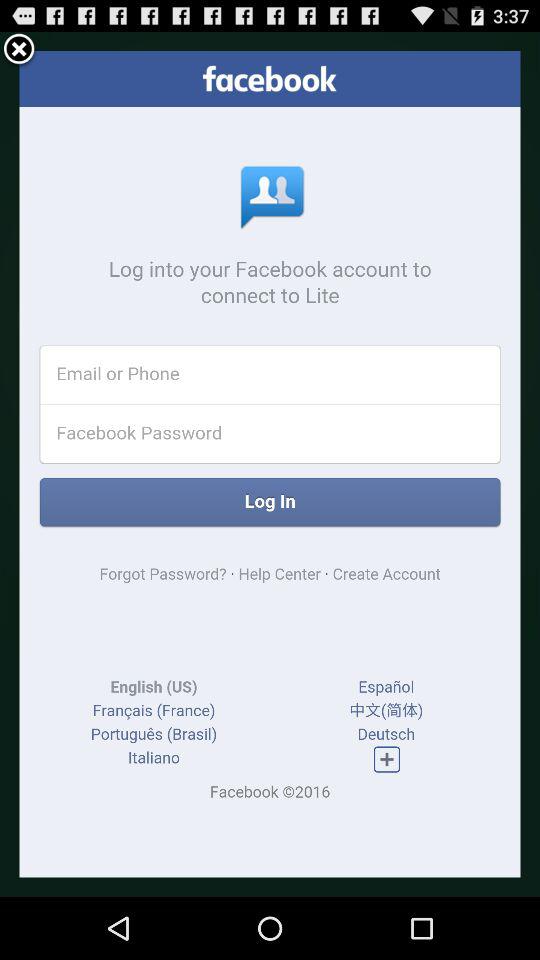 3:37
facebook
Log into your Facebook account to
connect to Lite
Email or Phone
Facebook Password
Log In
Forgot Password? · Help Center · Create Account
English (US)
Español
Français (France)
中文(简体)
Português (Brasil)
Deutsch
Italiano
Facebook ©2016